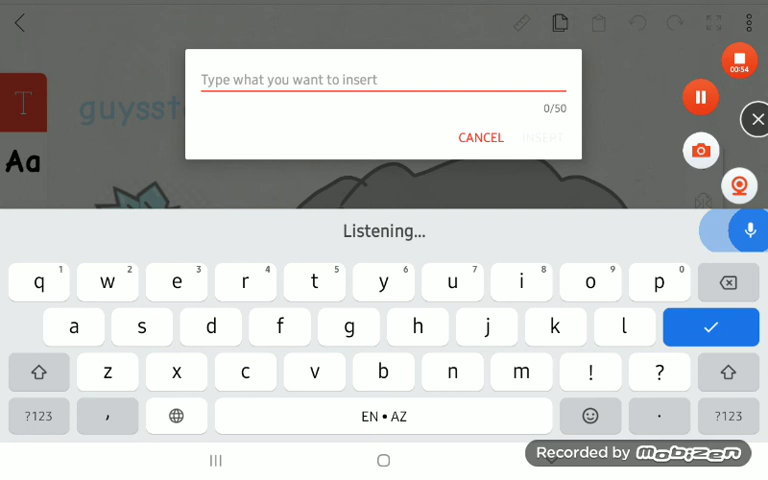 00:54
Type what you want to insert
T
guysst
0/50
CANCEL INSERT
Aa
Listening...
q 1 w 2 e 3 r 4 t 5 y 6 u 7 i 8 o 9 p 0
a s d f g h j k l
z x c v b n m ! ?
?123 , EN • AZ . ?123
Recorded by mobizen